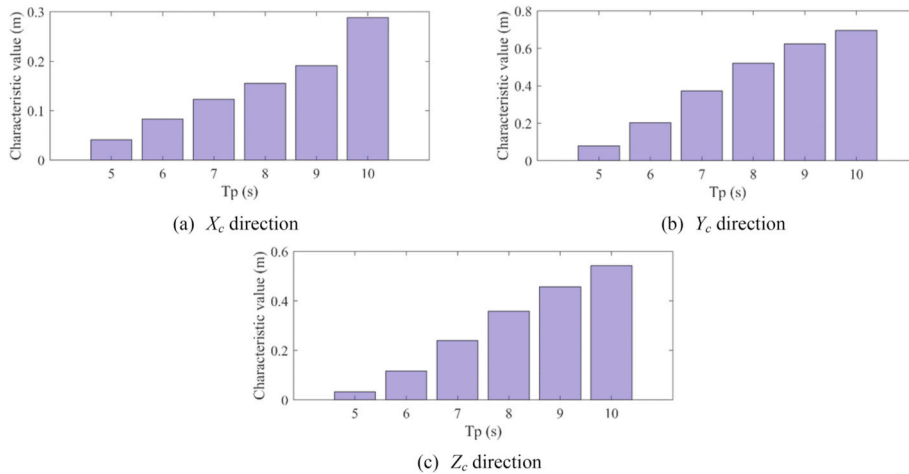 Characteristic value (m)
0.3
0.2
0.1
0
5 6 7 8 9 10
Tp (s)
(a) Xc direction
Characteristic value (m)
0.8
0.6
0.4
0.2
0
5 6 7 8 9 10
Tp (s)
(b) Yc direction
Characteristic value (m)
0.6
0.4
0.2
0
5 6 7 8 9 10
Tp (s)
(c) Zc direction